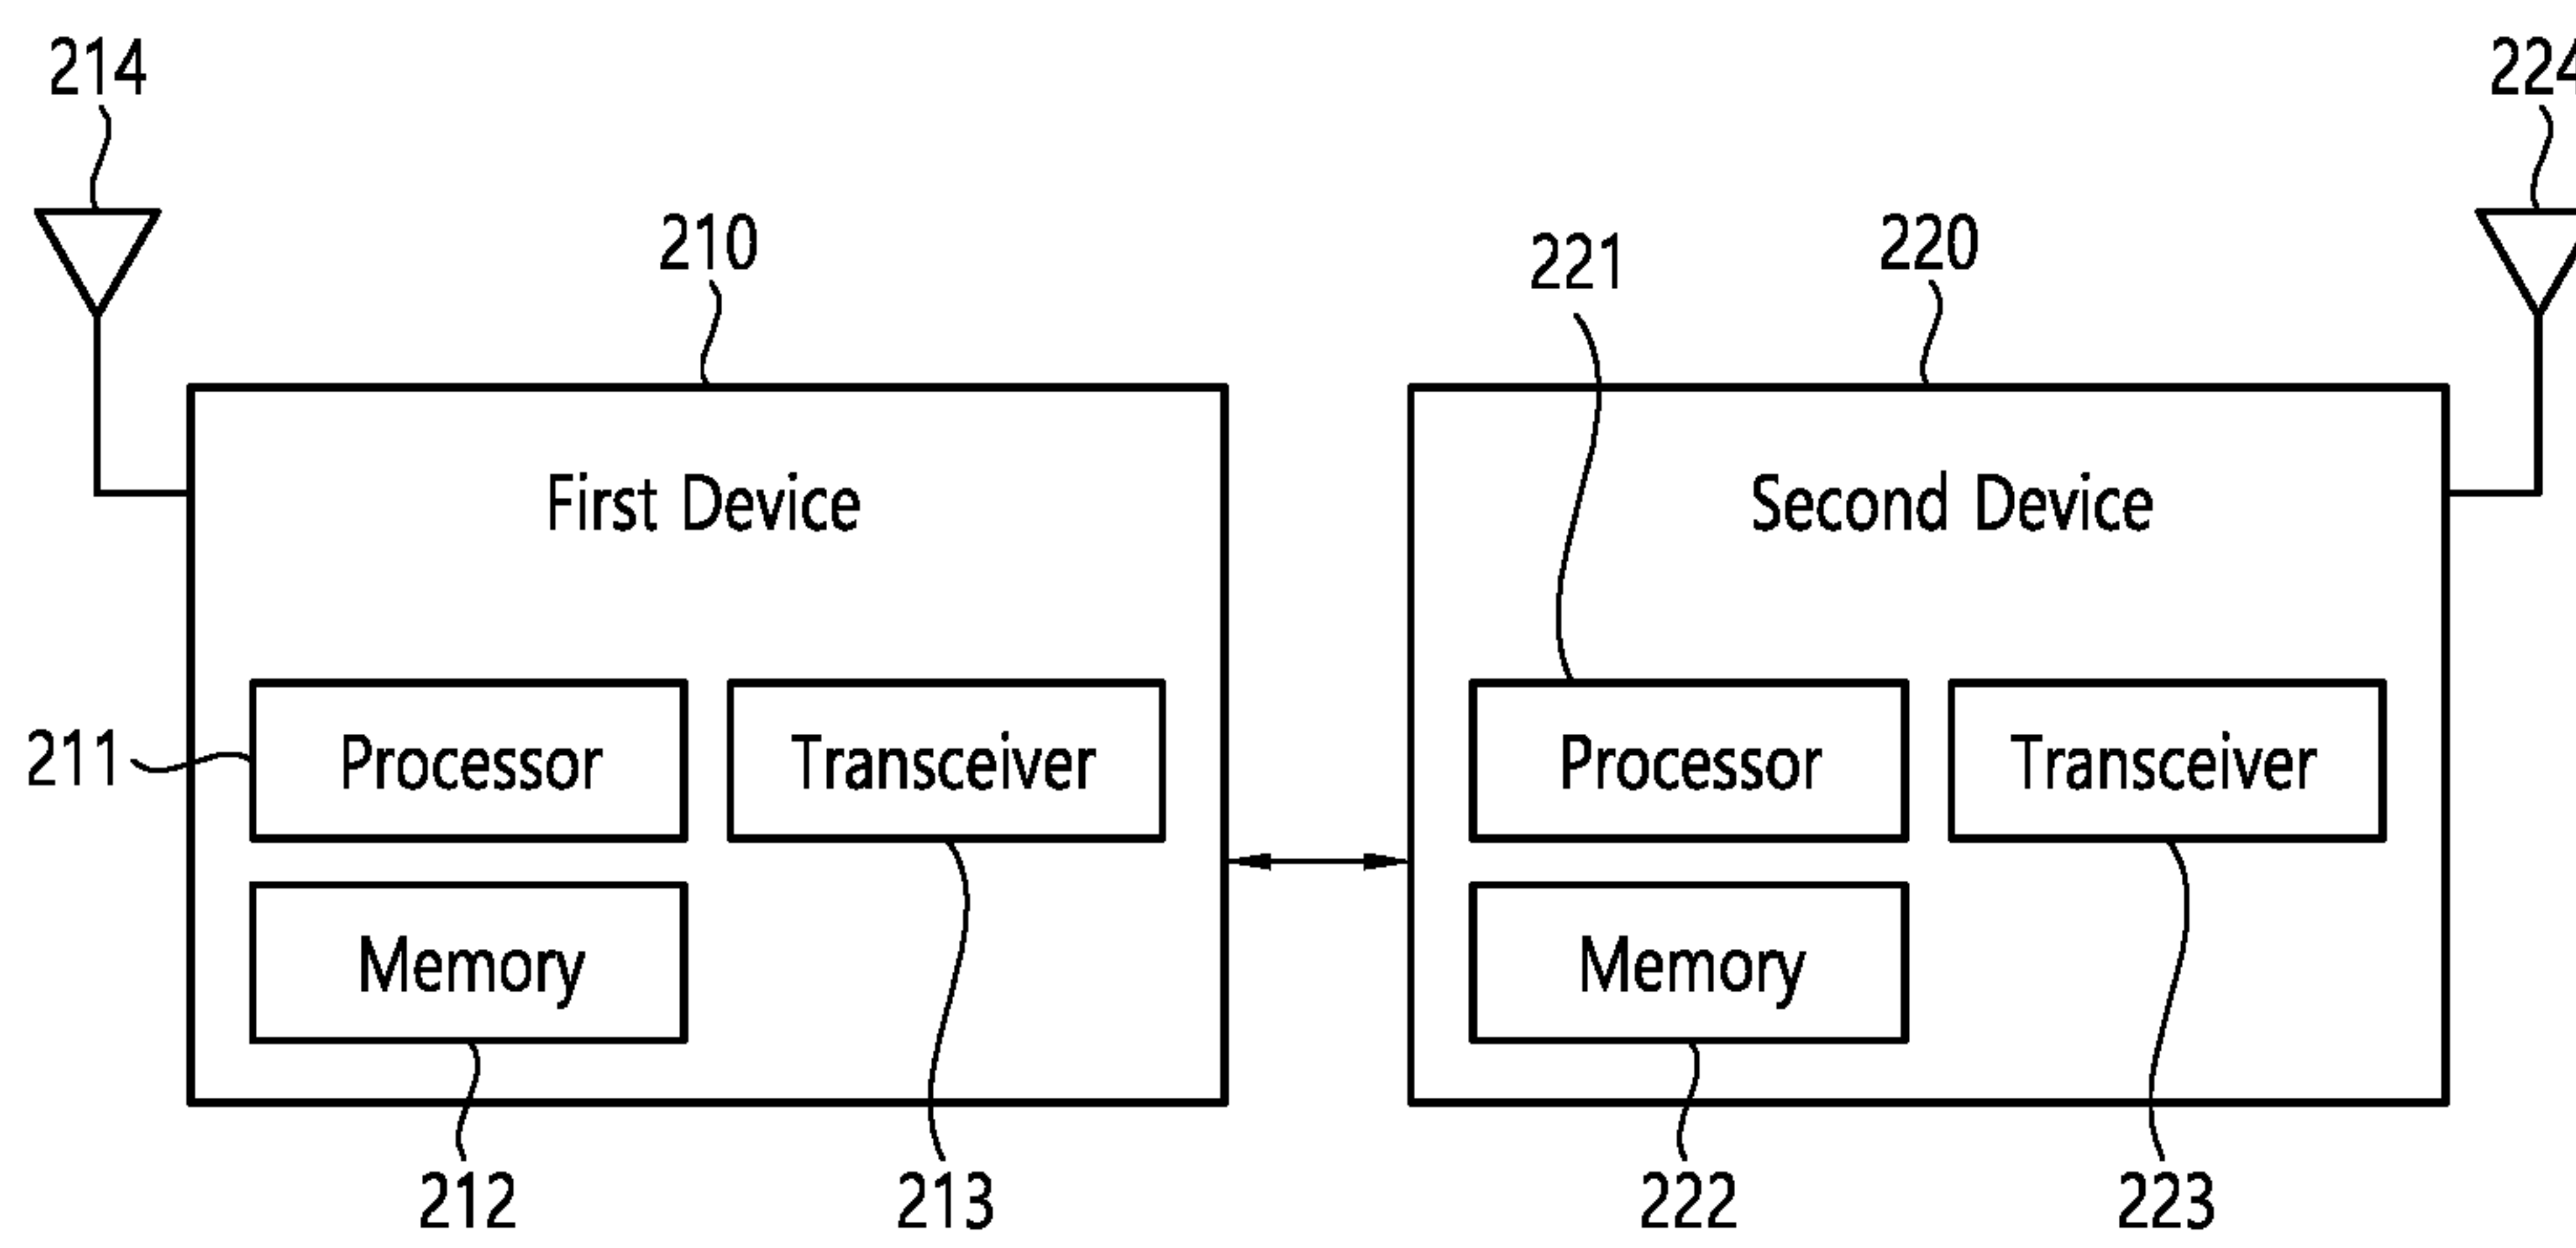 214
224
210
221
220
First Device
Second Device
211
Processor
Transceiver
Processor
Transceiver
Memory
Memory
212
213
222
223